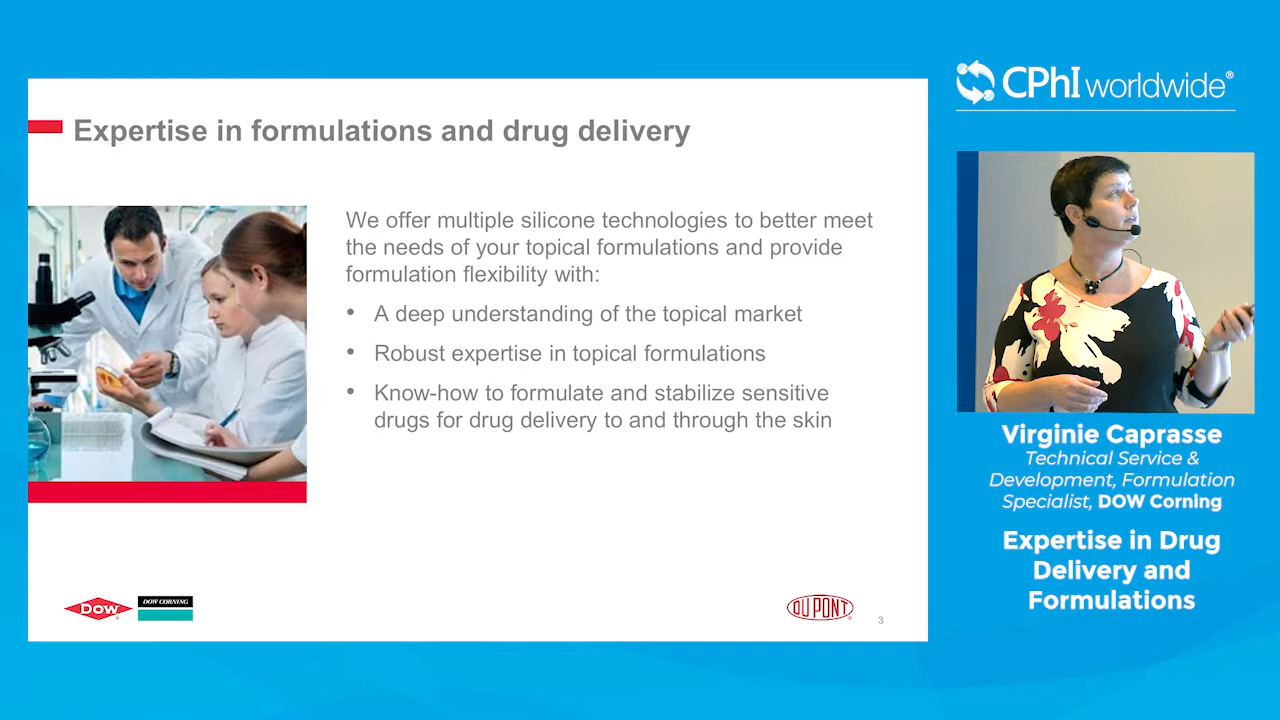 Expertise in formulations and drug delivery
We offer multiple silicone technologies to better meet
the needs of your topical formulations and provide
formulation flexibility with:
• A deep understanding of the topical market
• Robust expertise in topical formulations
• Know-how to formulate and stabilize sensitive
drugs for drug delivery to and through the skin
DOW ®
DOW CORNING
DU PONT ®
3
CPhI worldwide®
Virginie Caprasse
Technical Service &
Development, Formulation
Specialist, DOW Corning
Expertise in Drug
Delivery and
Formulations